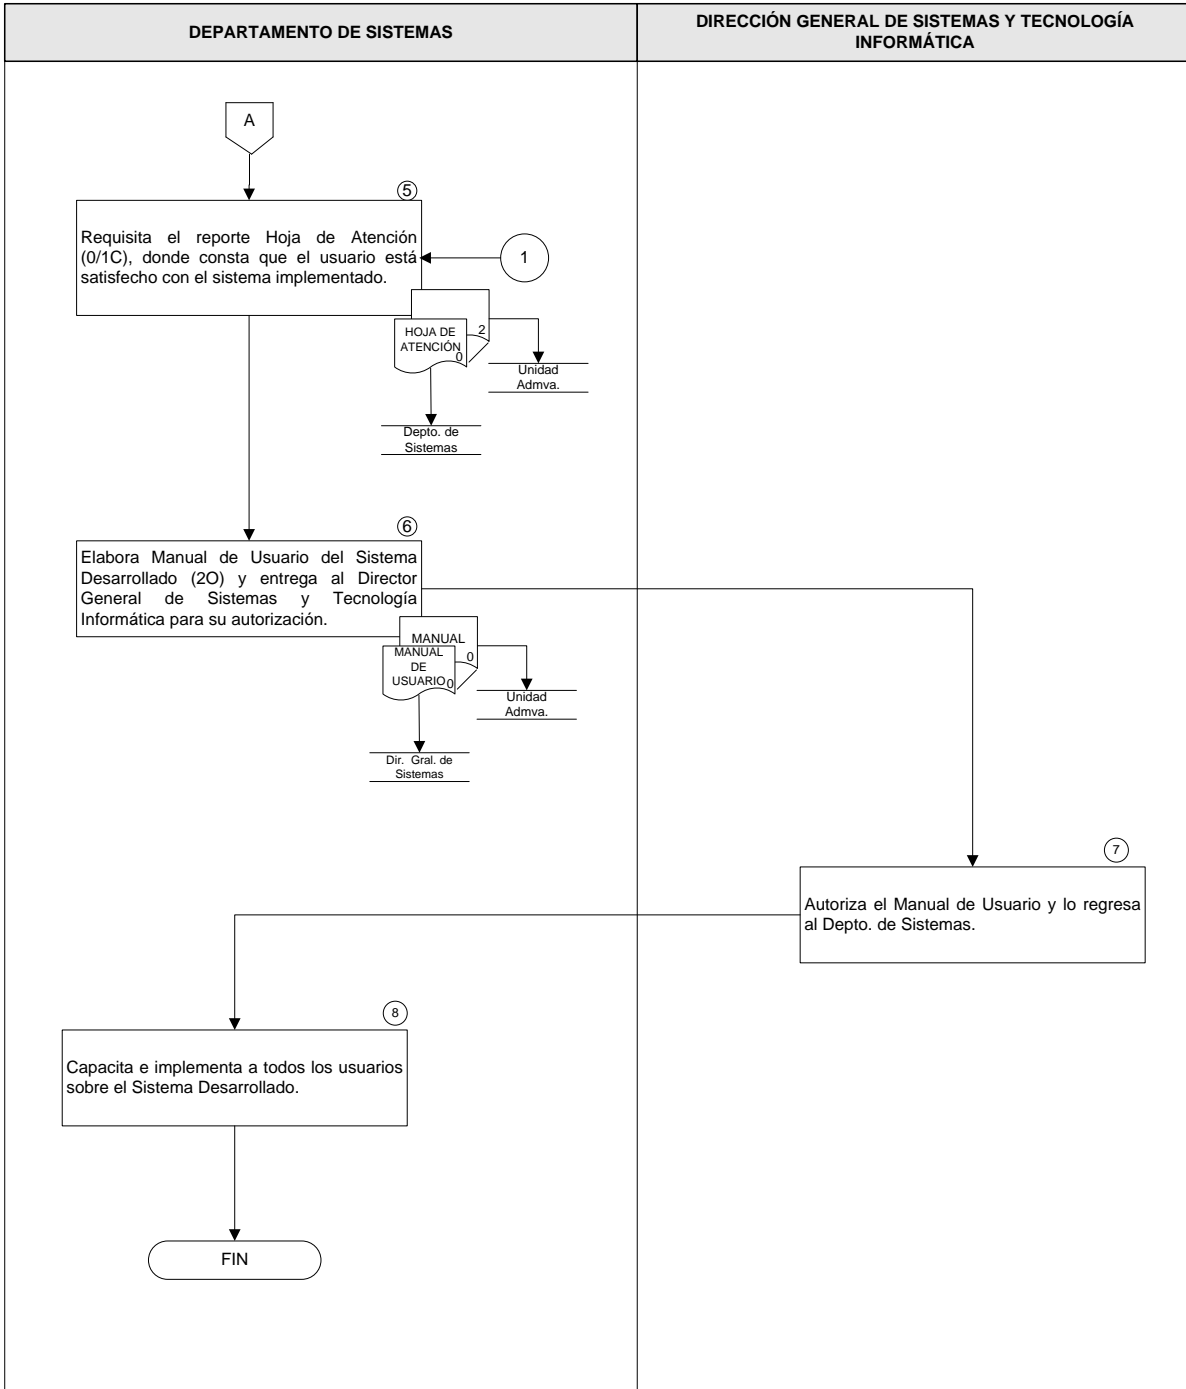 DEPARTAMENTO DE SISTEMAS
DIRECCIÓN GENERAL DE SISTEMAS Y TECNOLOGÍA
INFORMÁTICA
A
5
Requisita el reporte Hoja de Atención
(0/1C), donde consta que el usuario está
satisfecho con el sistema implementado.
1
HOJA DE
ATENCIÓN
0
2
Unidad
Admva.
Depto. de
Sistemas
6
Elabora Manual de Usuario del Sistema
Desarrollado (2O) y entrega al Director
General de Sistemas y Tecnología
Informática para su autorización.
MANUAL
0
MANUAL
DE
USUARIO
0
Unidad
Admva.
Dir. Gral. de
Sistemas
7
Autoriza el Manual de Usuario y lo regresa
al Depto. de Sistemas.
8
Capacita e implementa a todos los usuarios
sobre el Sistema Desarrollado.
FIN